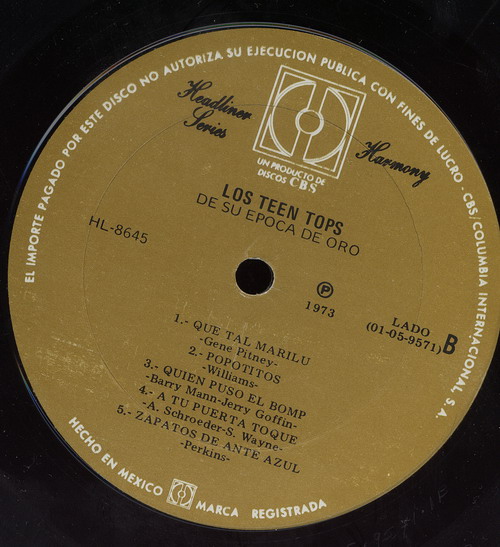 EL IMPORTE PAGADO POR ESTE DISCO NO AUTORIZA SU EJECUCION PUBLICA CON FINES DE LUCRO. CBS/COLUMBIA INTERNACIONAL, S.A.
Headliner
Series
Harmony
UN PRODUCTO DE
DISCOS CBS
LOS TEEN TOPS
DE SU EPOCA DE ORO
HL-8645
Ⓟ
1973
LADO
(01-05-9571) B
1.- QUE TAL MARILU
-Gene Pitney-
2.- POPOTITOS
-Williams-
3.- QUIEN PUSO EL BOMP
-Barry Mann-Jerry Goffin-
4.- A TU PUERTA TOQUE
-A. Schroeder-S. Wayne-
5.- ZAPATOS DE ANTE AZUL
-Perkins-
HECHO EN MEXICO MARCA REGISTRADA